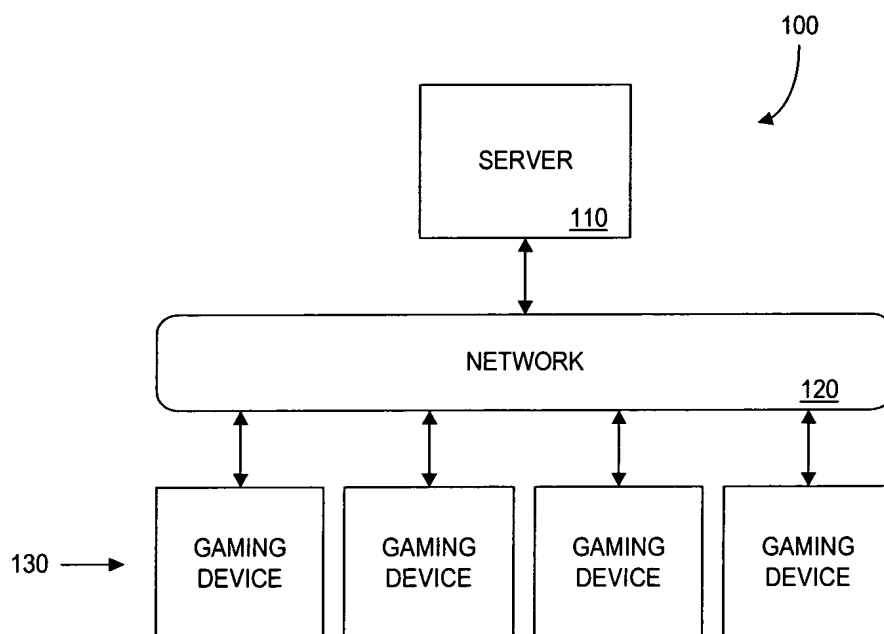 100
SERVER
110
NETWORK
120
130
GAMING DEVICE
GAMING DEVICE
GAMING DEVICE
GAMING DEVICE